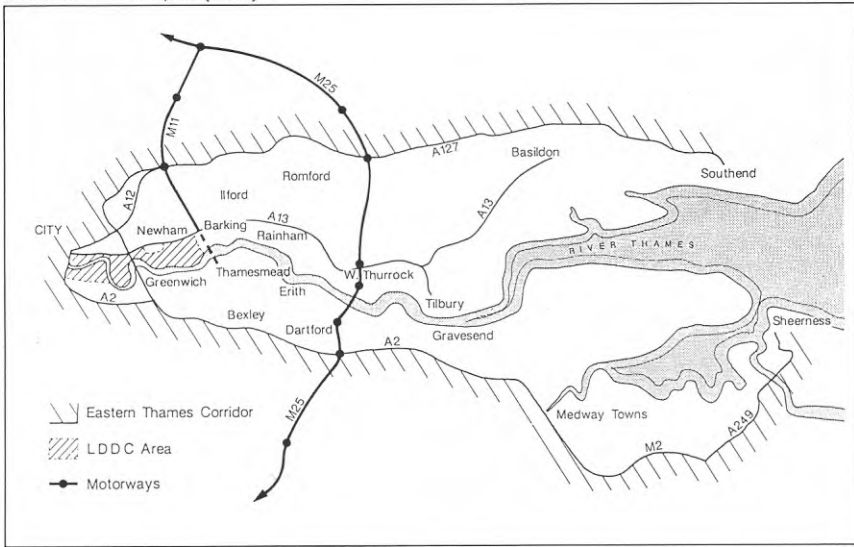 M25
M11
A127
Basildon
Southend
Romford
Ilford
A12
A13
CITY
Newham
Barking
A13
Rainham
RIVER THAMES
W. Thurrock
Thamesmead
Greenwich
Erith
Tilbury
A2
Bexley
Sheerness
Dartford
Gravesend
A2
M25
Medway Towns
A249
M2
Eastern Thames Corridor
LDDC Area
Motorways